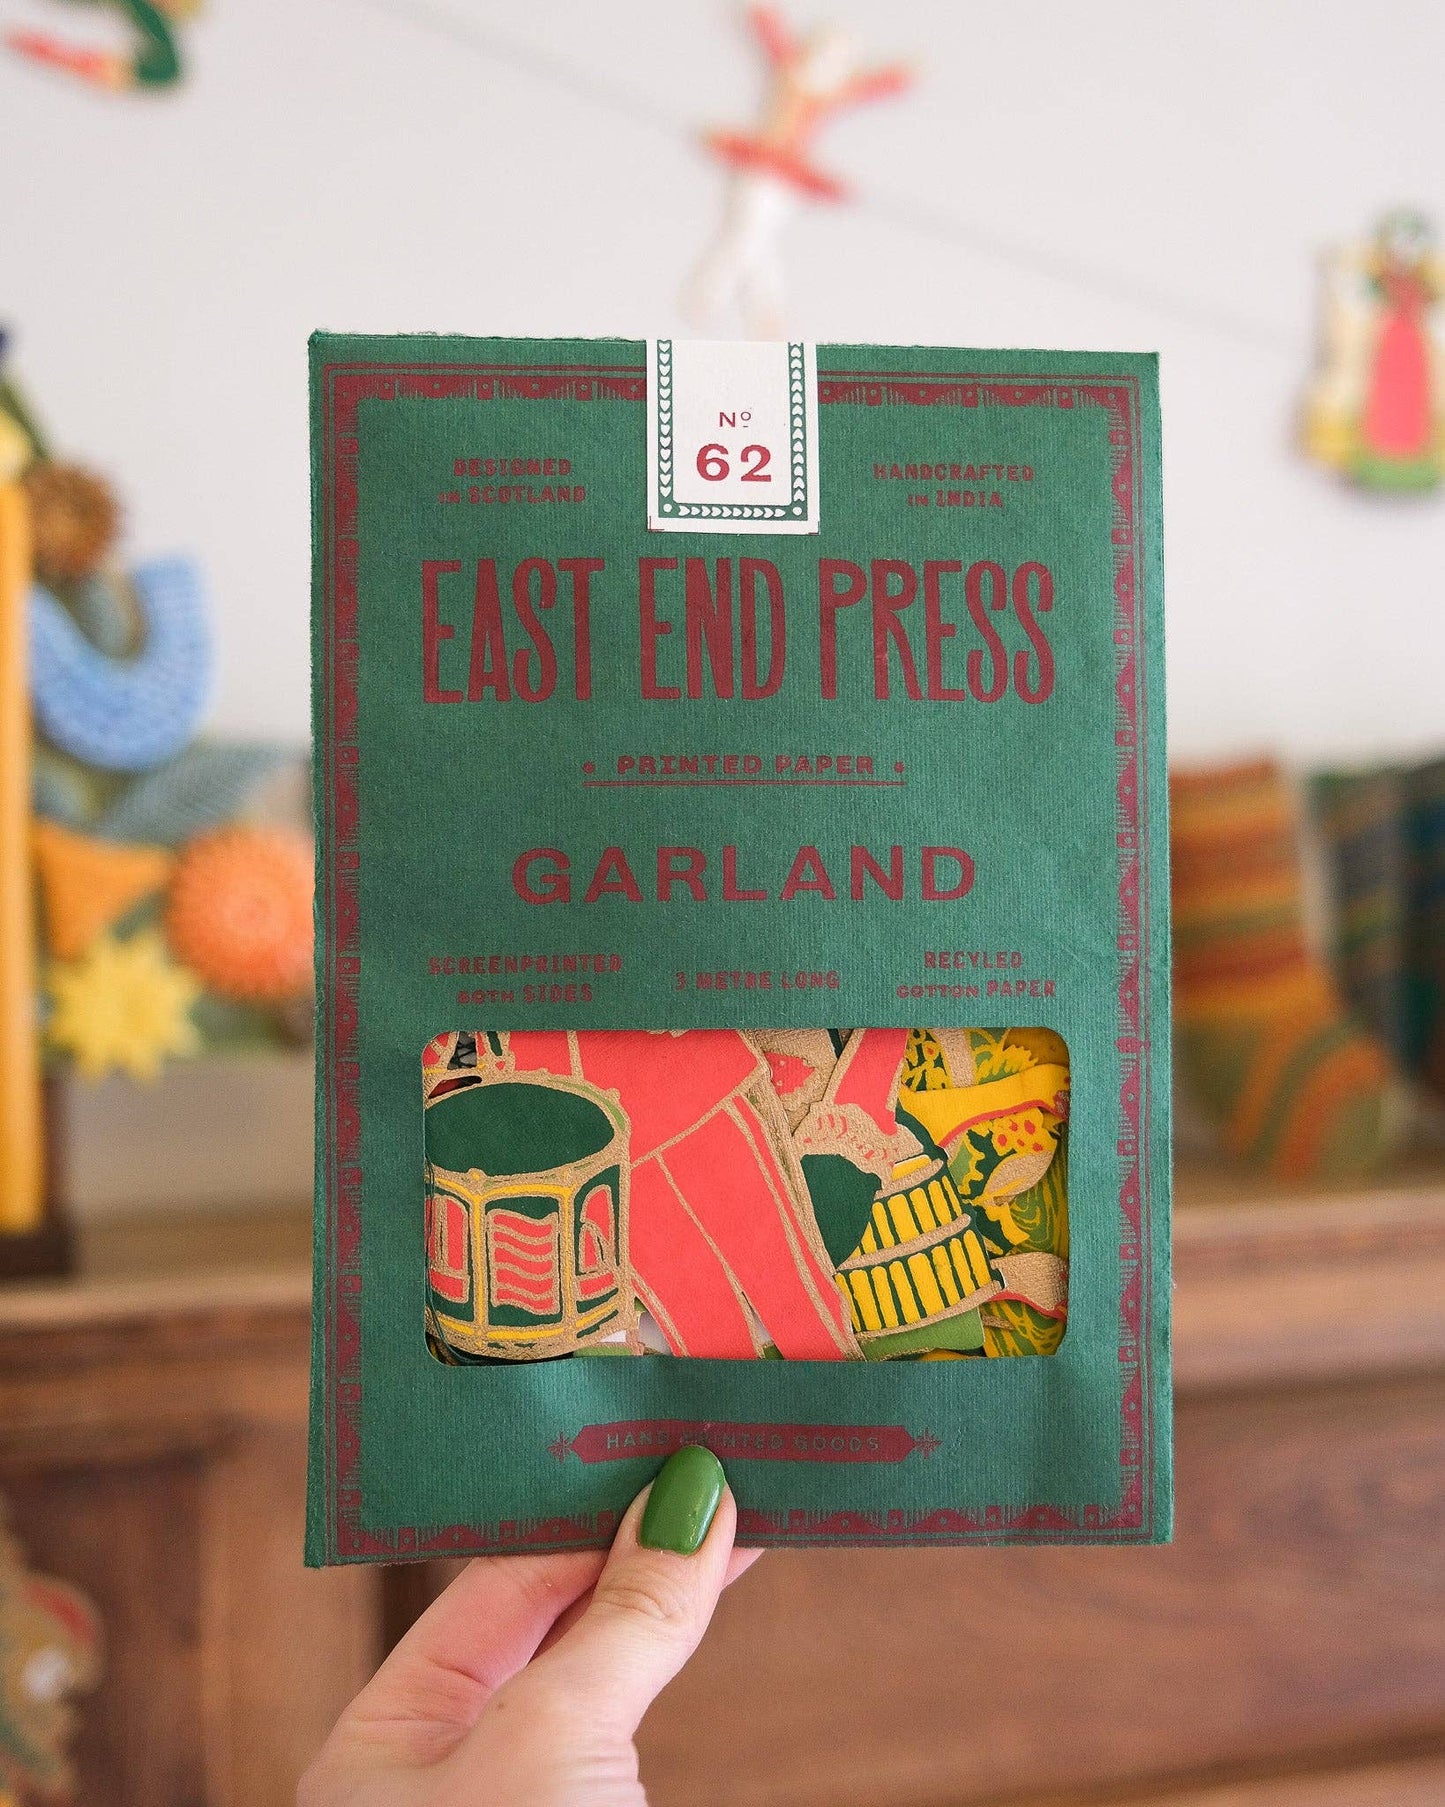 Nº
62
DESIGNED
IN SCOTLAND
HANDCRAFTED
IN INDIA
EAST END PRESS
PRINTED PAPER
GARLAND
SCREENPRINTED
BOTH SIDES
3 METRE LONG
RECYLED
COTTON PAPER
HAND PRINTED GOODS